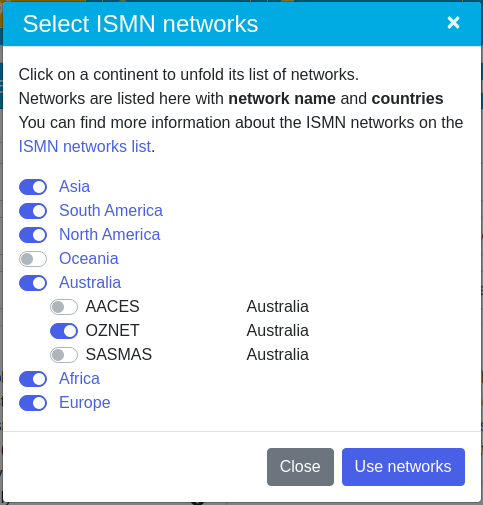 Select ISMN networks ×
Click on a continent to unfold its list of networks.
Networks are listed here with network name and countries
You can find more information about the ISMN networks on the
ISMN networks list.
Asia
South America
North America
Oceania
Australia
AACES Australia
OZNET Australia
SASMAS Australia
Africa
Europe
Close Use networks